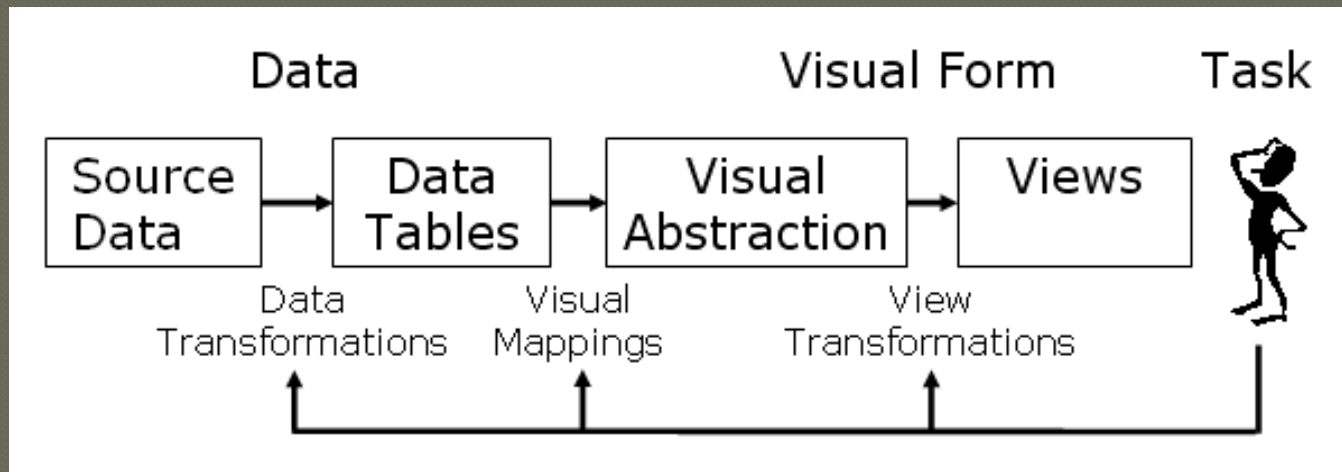 Data
Visual Form
Task
Source
Data
Data
Tables
Visual
Abstraction
Views
Data
Transformations
Visual
Mappings
View
Transformations